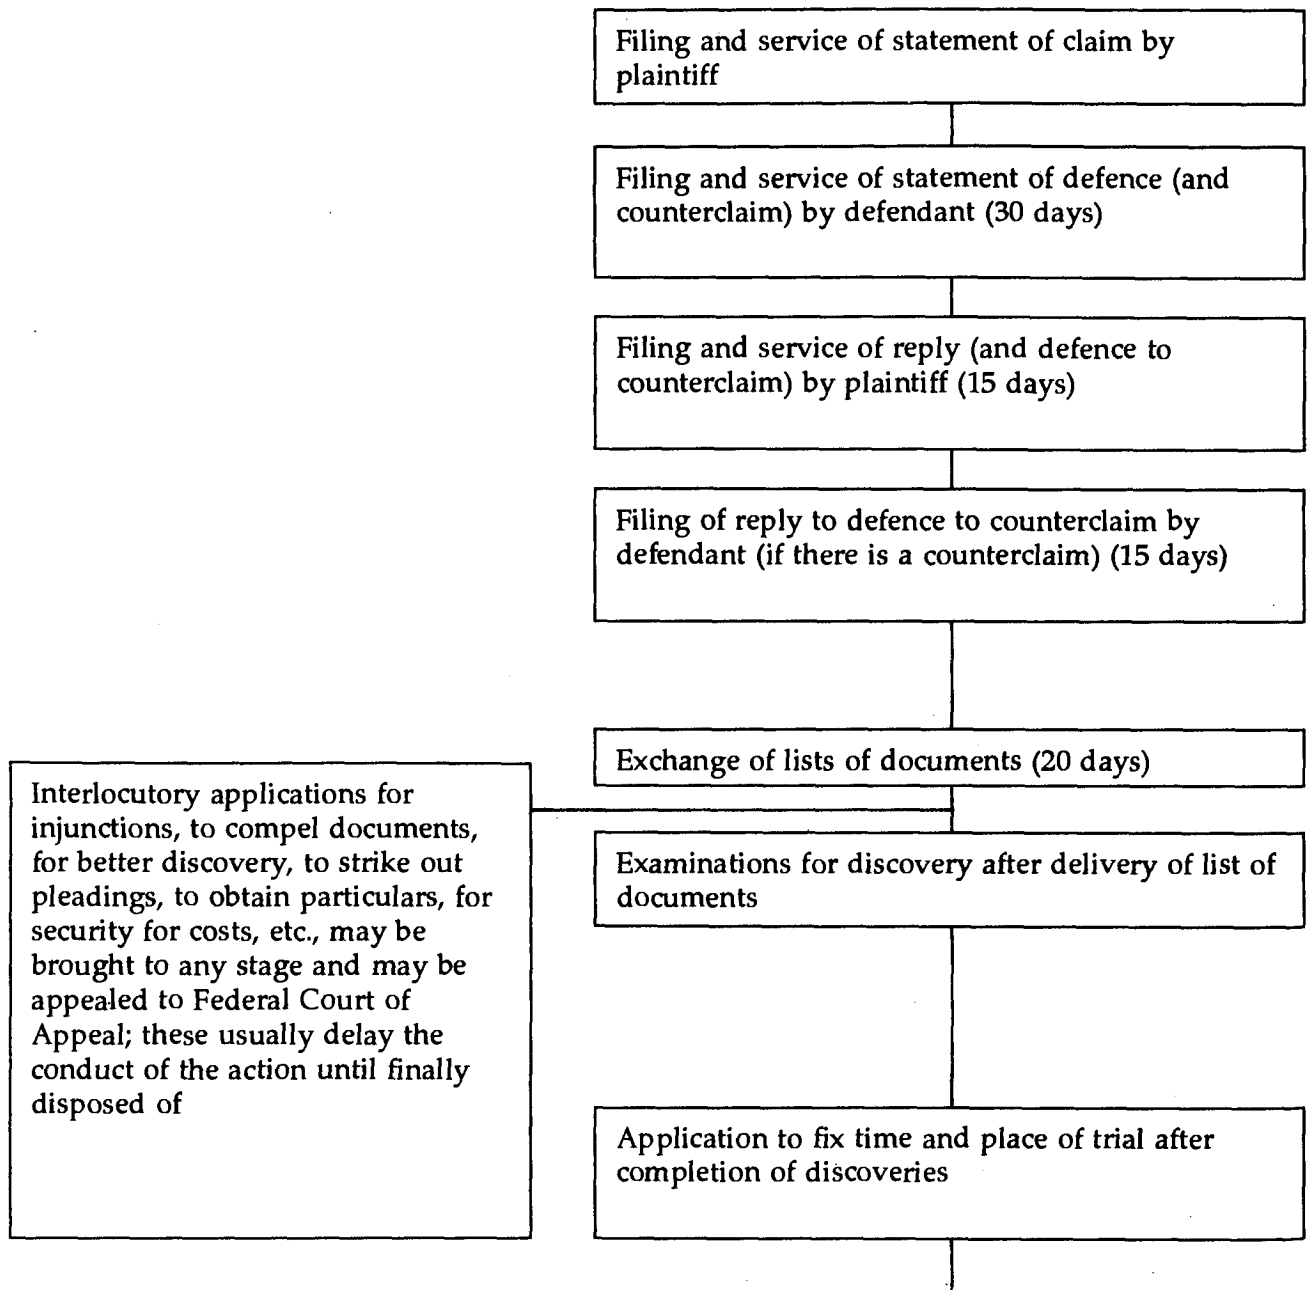 Filing and service of statement of claim by
plaintiff
Filing and service of statement of defence (and
counterclaim) by defendant (30 days)
Filing and service of reply (and defence to
counterclaim) by plaintiff (15 days)
Filing of reply to defence to counterclaim by
defendant (if there is a counterclaim) (15 days)
Exchange of lists of documents (20 days)
Interlocutory applications for
injunctions, to compel documents,
for better discovery, to strike out
pleadings, to obtain particulars, for
security for costs, etc., may be
brought to any stage and may be
appealed to Federal Court of
Appeal; these usually delay the
conduct of the action until finally
disposed of
Examinations for discovery after delivery of list of
documents
Application to fix time and place of trial after
completion of discoveries